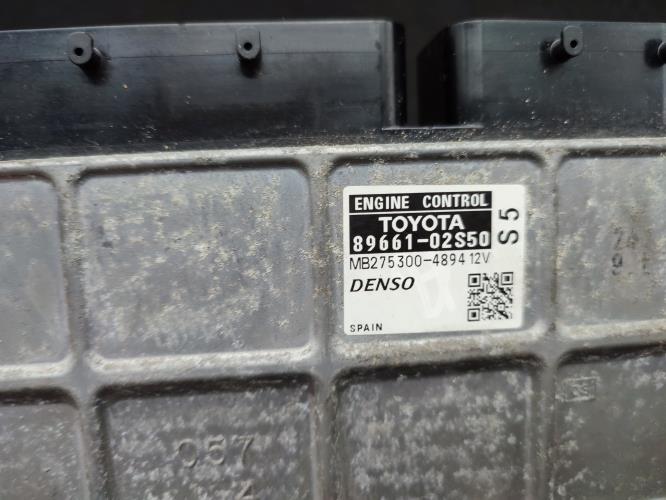 ENGINE CONTROL
TOYOTA
89661-02S50
S5
MB275300-4894 12V
DENSO
SPAIN
057